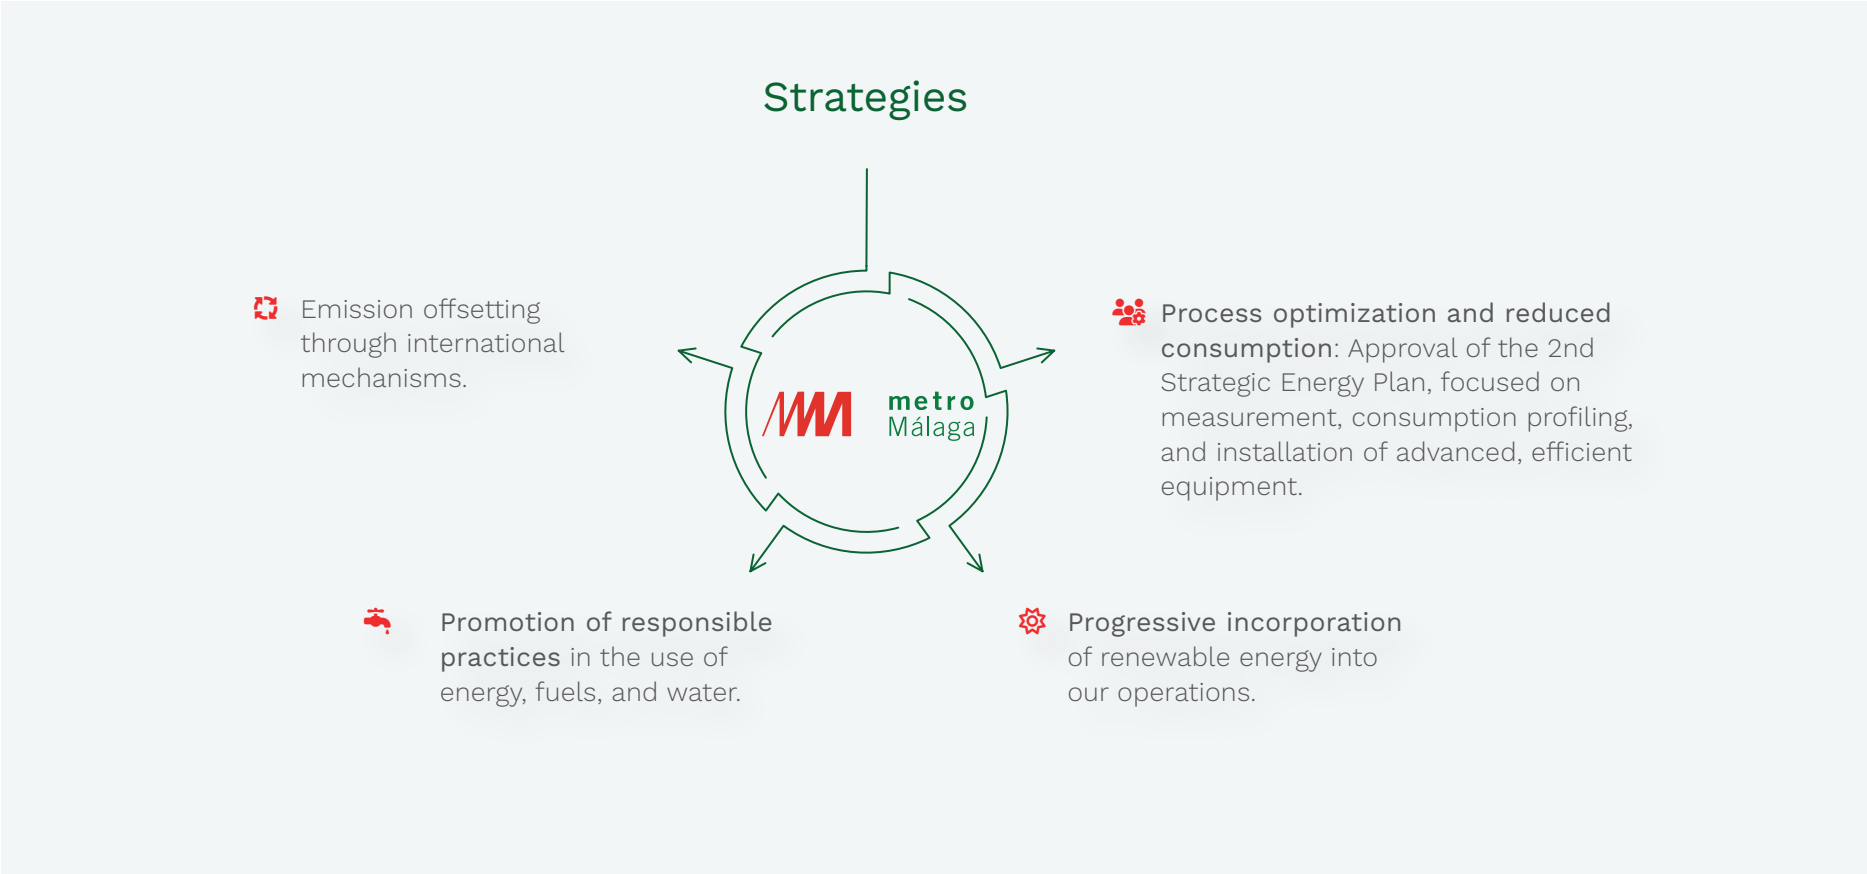 Strategies
Emission offsetting
through international
mechanisms.
metro
Málaga
Process optimization and reduced
consumption: Approval of the 2nd
Strategic Energy Plan, focused on
measurement, consumption profiling,
and installation of advanced, efficient
equipment.
Promotion of responsible
practices in the use of
energy, fuels, and water.
Progressive incorporation
of renewable energy into
our operations.